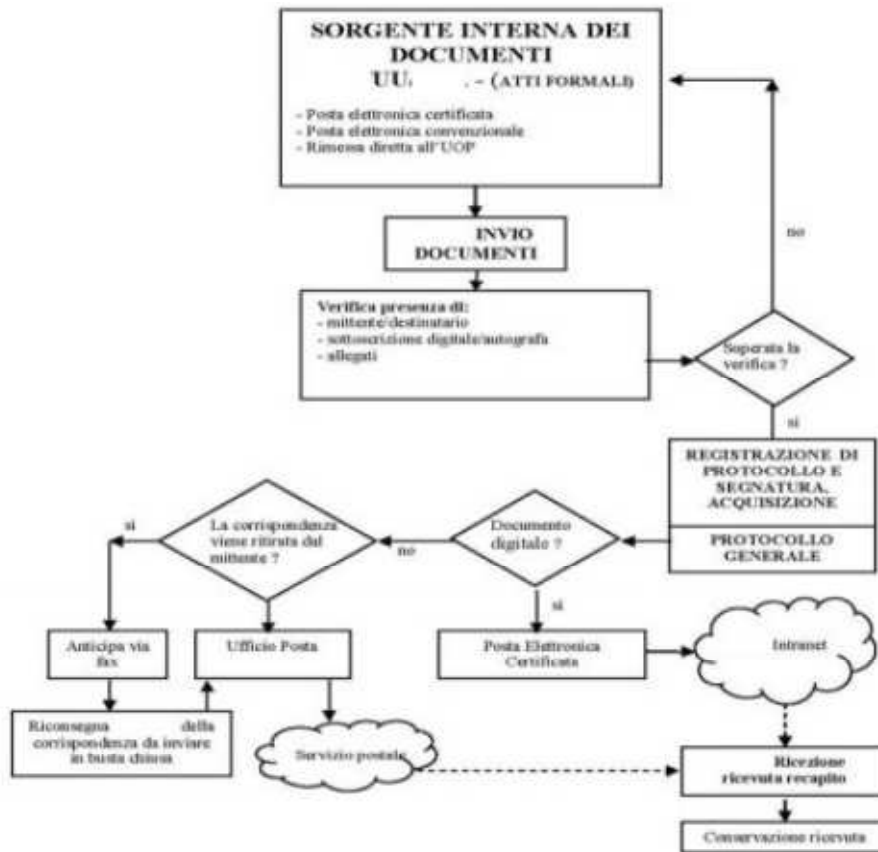 SORGENTE INTERNA DEI
DOCUMENTI
UU. . – (ATTI FORMALI)
- Posta elettronica certificata
- Posta elettronica convenzionale
- Rimessa diretta all'UOP
INVIO
DOCUMENTI
no
Verifica presenza di:
- mittente/destinatario
- sottoscrizione digitale/autografa
- allegati
Superata la
verifica ?
si
REGISTRAZIONE DI
PROTOCOLLO E
SEGNATURA,
ACQUISIZIONE
PROTOCOLLO
GENERALE
Documento
digitale ?
no
si
La corrispondenza
viene ritirata dal
mittente ?
si
Anticipa via
fax
Ufficio Posta
Posta Elettronica
Certificata
Intranet
Riconsegna della
corrispondenza da inviare
in busta chiusa
Servizio postale
Ricezione
ricevuta recapito
Conservazione ricevuta